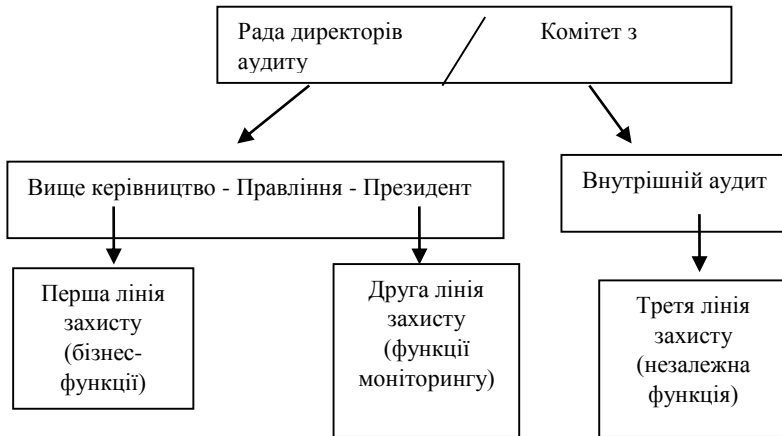 Рада директорів Комітет з
аудиту
Вище керівництво - Правління - Президент
Внутрішній аудит
Перша лінія
захисту
(бізнес-
функції)
Друга лінія
захисту
(функції
моніторингу)
Третя лінія
захисту
(незалежна
функція)